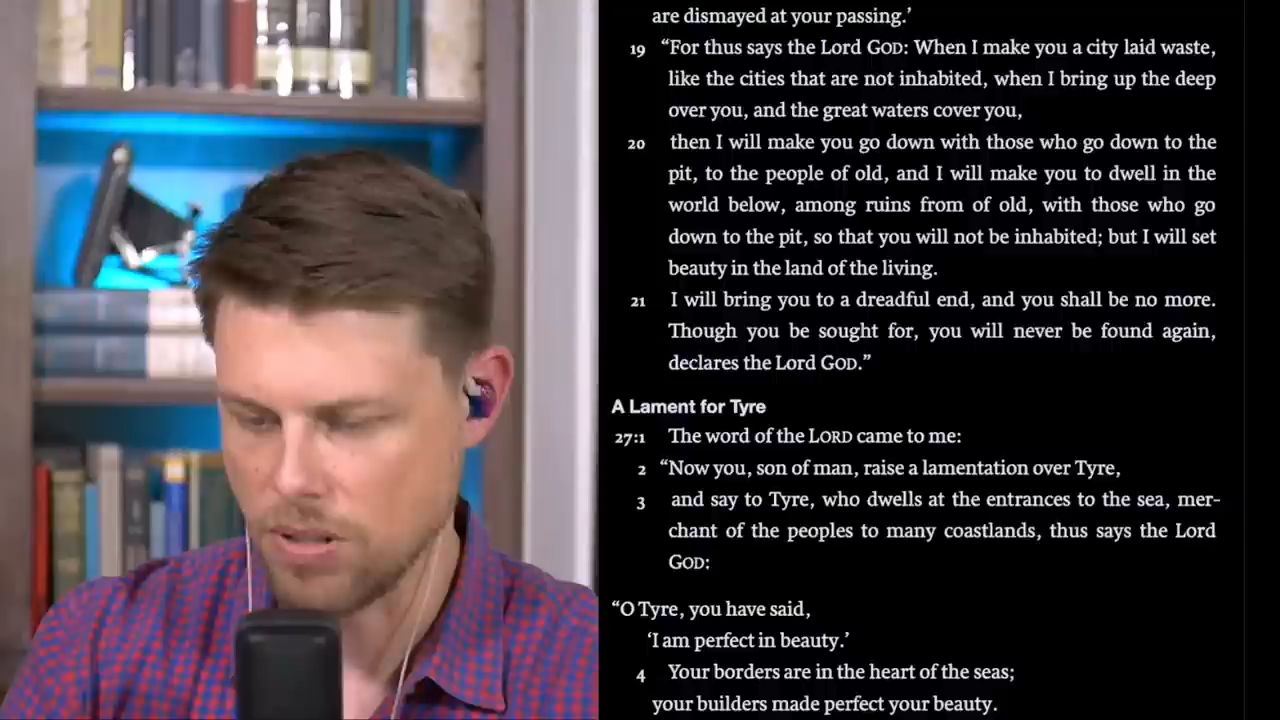 are dismayed at your passing.’
19 “For thus says the Lord GOD: When I make you a city laid waste,
like the cities that are not inhabited, when I bring up the deep
over you, and the great waters cover you,
20 then I will make you go down with those who go down to the
pit, to the people of old, and I will make you to dwell in the
world below, among ruins from of old, with those who go
down to the pit, so that you will not be inhabited; but I will set
beauty in the land of the living.
21 I will bring you to a dreadful end, and you shall be no more.
Though you be sought for, you will never be found again,
declares the Lord GOD.”
A Lament for Tyre
27:1 The word of the LORD came to me:
2 “Now you, son of man, raise a lamentation over Tyre,
3 and say to Tyre, who dwells at the entrances to the sea, mer-
chant of the peoples to many coastlands, thus says the Lord
GOD:
“O Tyre, you have said,
‘I am perfect in beauty.’
4 Your borders are in the heart of the seas;
your builders made perfect your beauty.